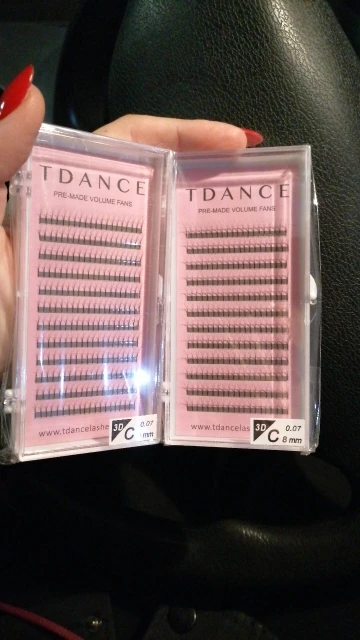 TDANCE
PRE-MADE VOLUME FANS
www.tdancelashe
3D C 0.07
mm
TDANCE
PRE-MADE VOLUME FANS
www.tdancelas
3D C 0.07
8 mm